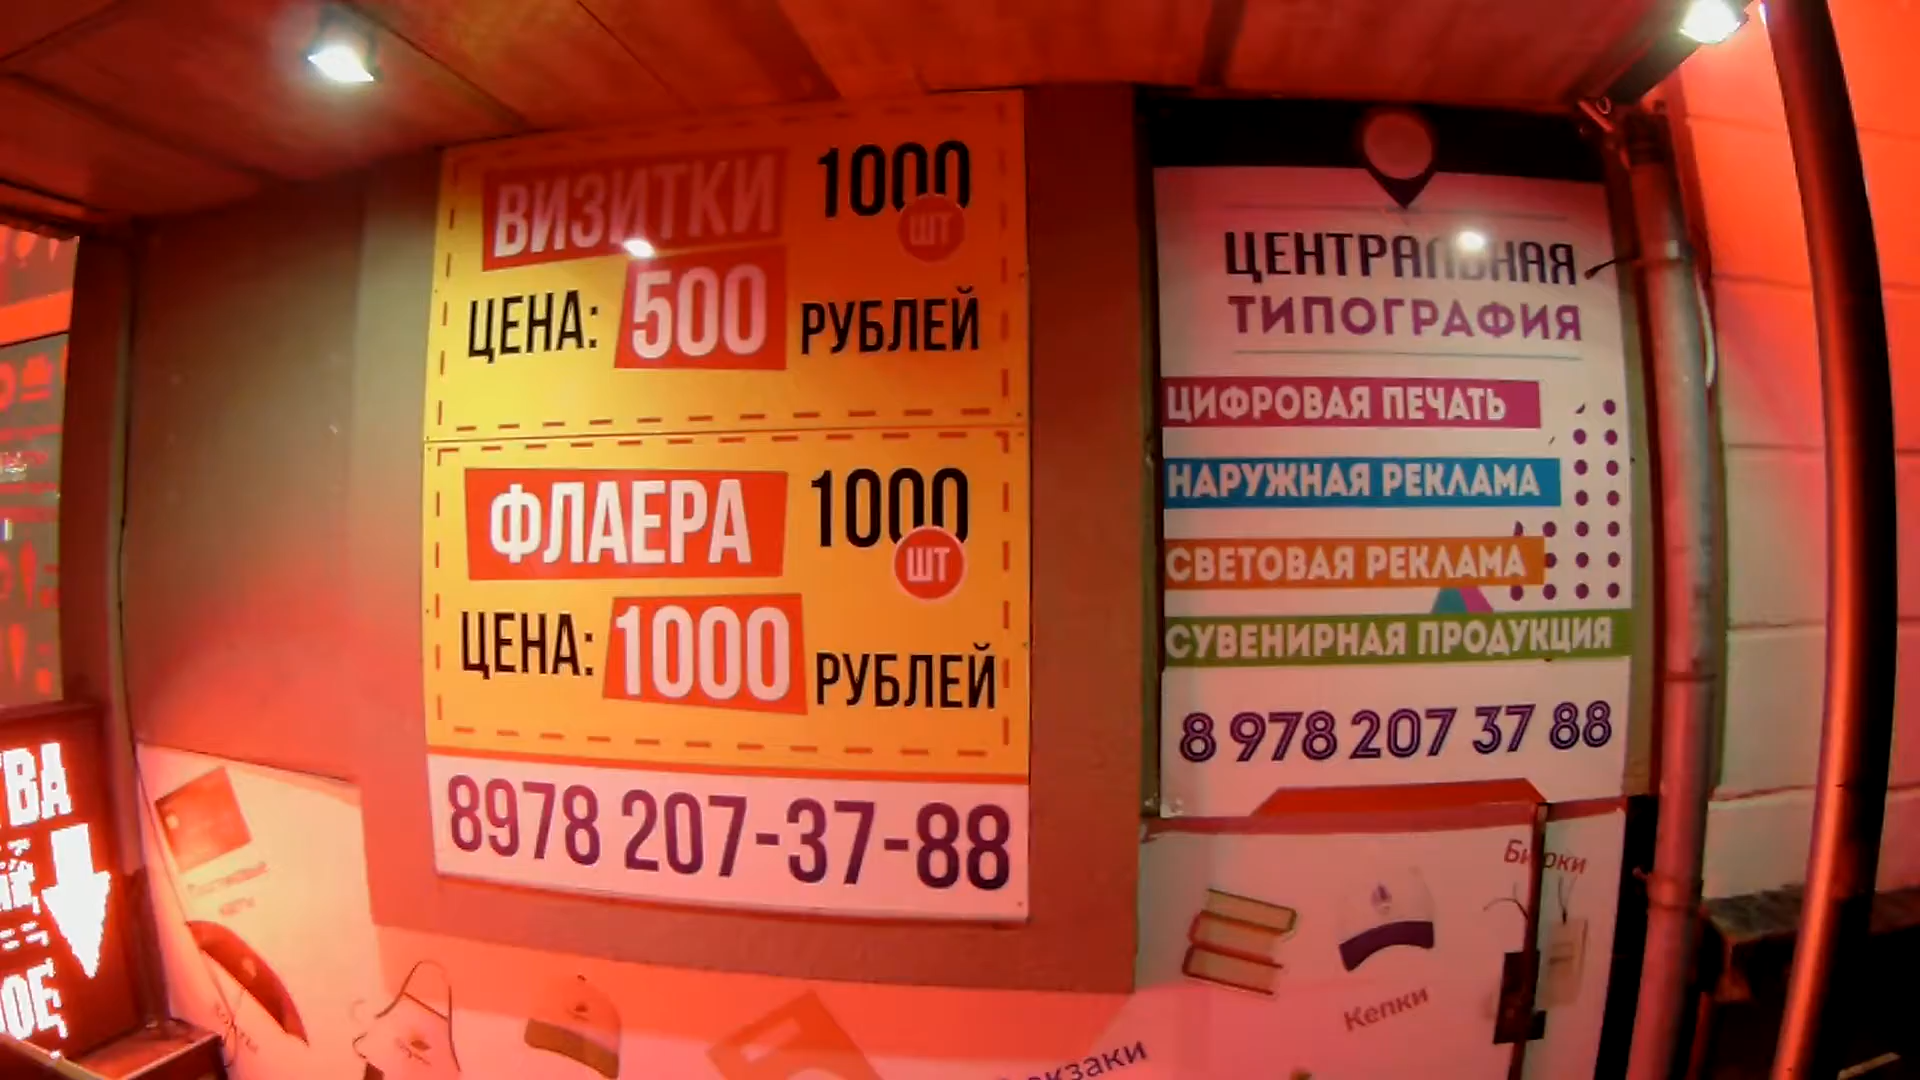 ВИЗИТКИ 1000
ШТ
ЦЕНА: 500 РУБЛЕЙ
ФЛАЕРА 1000
ШТ
ЦЕНА: 1000 РУБЛЕЙ
8978 207-37-88
ЦЕНТРАЛЬНАЯ
ТИПОГРАФИЯ
ЦИФРОВАЯ ПЕЧАТЬ
НАРУЖНАЯ РЕКЛАМА
СВЕТОВАЯ РЕКЛАМА
СУВЕНИРНАЯ ПРОДУКЦИЯ
8 978 207 37 88
Бирки
Кепки